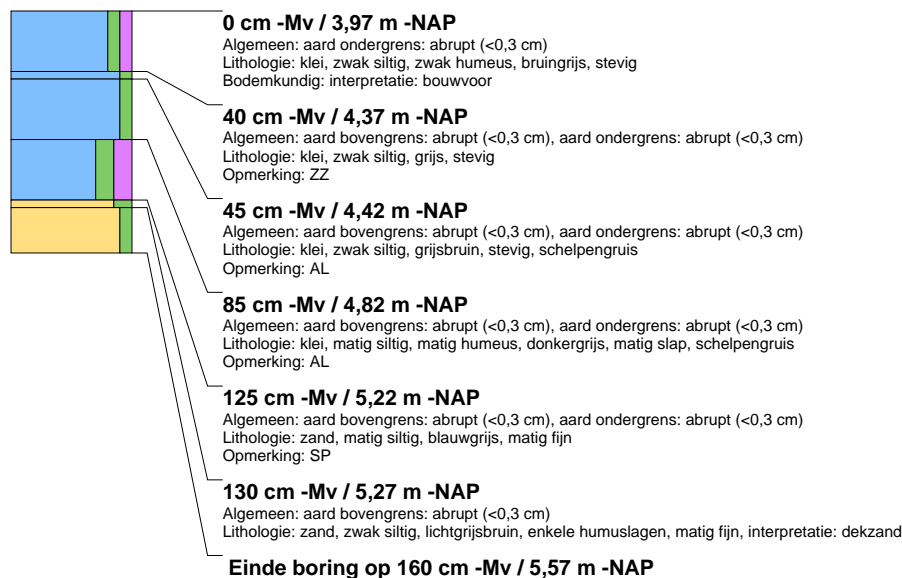 0 cm -Mv / 3,97 m -NAP
Algemeen: aard ondergrens: abrupt (<0,3 cm)
Lithologie: klei, zwak siltig, zwak humeus, bruingrijs, stevig
Bodemkundig: interpretatie: bouwvoor
40 cm -Mv / 4,37 m -NAP
Algemeen: aard bovengrens: abrupt (<0,3 cm), aard ondergrens: abrupt (<0,3 cm)
Lithologie: klei, zwak siltig, grijs, stevig
Opmerking: ZZ
45 cm -Mv / 4,42 m -NAP
Algemeen: aard bovengrens: abrupt (<0,3 cm), aard ondergrens: abrupt (<0,3 cm)
Lithologie: klei, zwak siltig, grijsbruin, stevig, schelpengruis
Opmerking: AL
85 cm -Mv / 4,82 m -NAP
Algemeen: aard bovengrens: abrupt (<0,3 cm), aard ondergrens: abrupt (<0,3 cm)
Lithologie: klei, matig siltig, matig humeus, donkergrijs, matig slap, schelpengruis
Opmerking: AL
125 cm -Mv / 5,22 m -NAP
Algemeen: aard bovengrens: abrupt (<0,3 cm), aard ondergrens: abrupt (<0,3 cm)
Lithologie: zand, matig siltig, blauwgrijs, matig fijn
Opmerking: SP
130 cm -Mv / 5,27 m -NAP
Algemeen: aard bovengrens: abrupt (<0,3 cm)
Lithologie: zand, zwak siltig, lichtgrijsbruin, enkele humuslagen, matig fijn, interpretatie: dekzand
Einde boring op 160 cm -Mv / 5,57 m -NAP